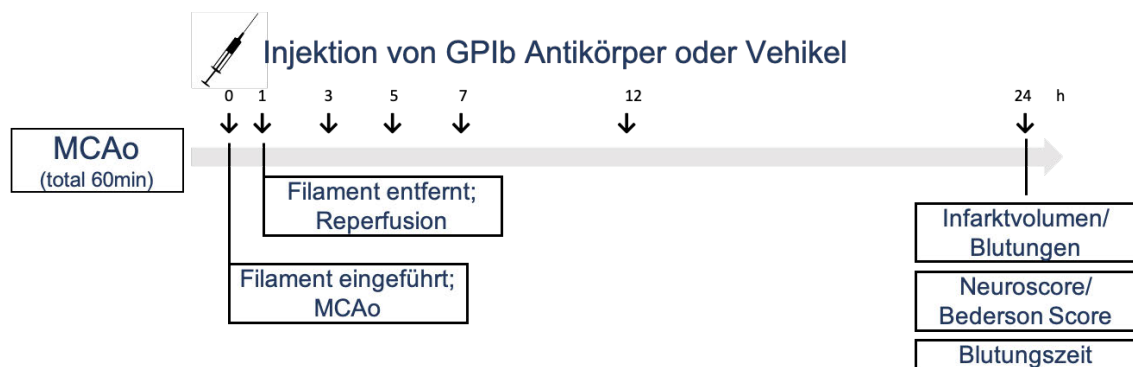 Injektion von GPIb Antikörper oder Vehikel
0 1 3 5 7 12 24 h
MCAo
(total 60min)
Filament entfernt;
Reperfusion
Filament eingeführt;
MCAo
Infarktvolumen/
Blutungen
Neuroscore/
Bederson Score
Blutungszeit